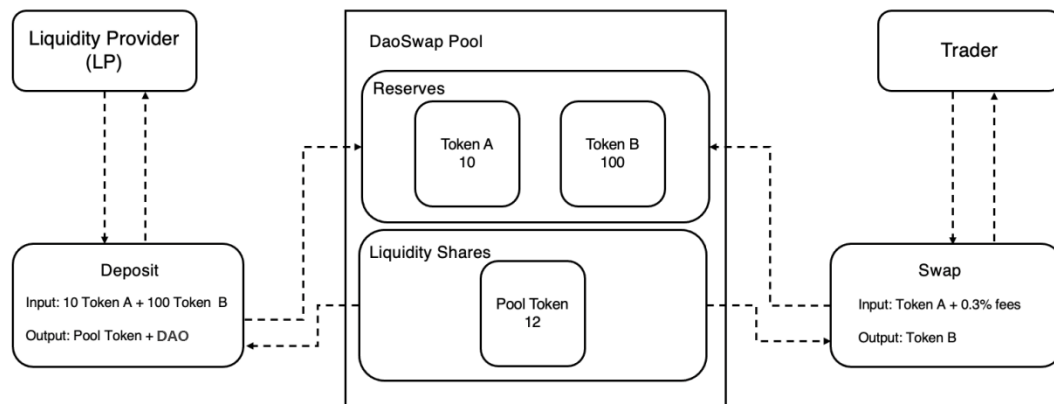 Liquidity Provider
(LP)
Deposit
Input: 10 Token A + 100 Token B
Output: Pool Token + DAO
DaoSwap Pool
Reserves
Token A
10
Token B
100
Liquidity Shares
Pool Token
12
Trader
Swap
Input: Token A + 0.3% fees
Output: Token B